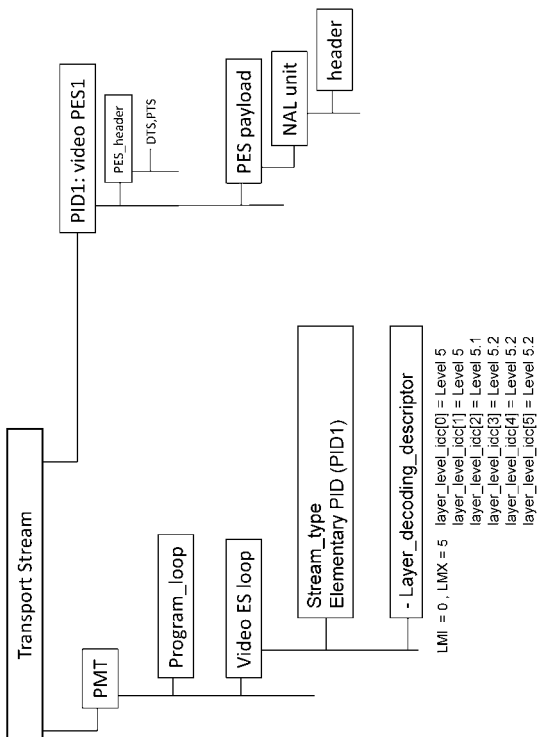 Transport Stream
PMT
Program_loop
Video ES loop
Stream_type
Elementary PID (PID1)
- Layer_decoding_descriptor
LMI = 0 , LMX = 5 layer_level_idc[0] = Level 5
layer_level_idc[1] = Level 5
layer_level_idc[2] = Level 5.1
layer_level_idc[3] = Level 5.2
layer_level_idc[4] = Level 5.2
layer_level_idc[5] = Level 5.2
PID1: video PES1
PES_header
DTS,PTS
PES payload
NAL unit
header